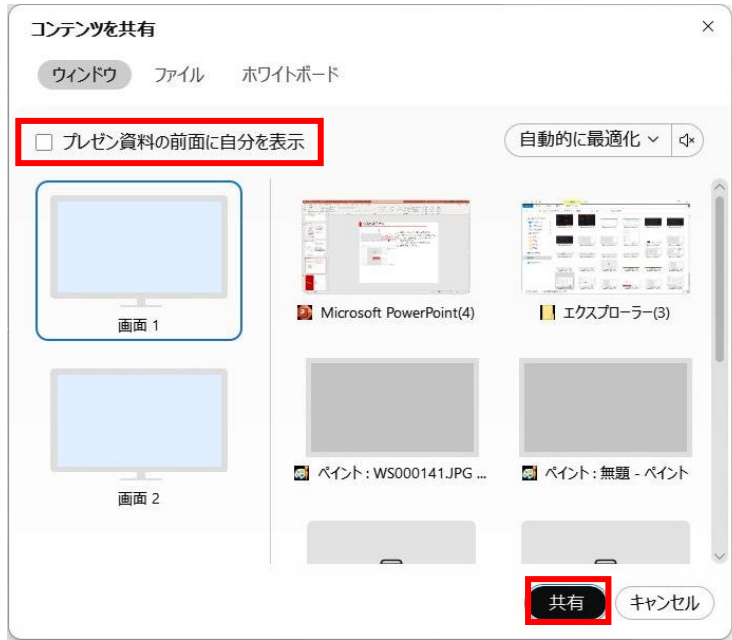 コンテンツを共有
ウィンドウ ファイル ホワイトボード
プレゼン資料の前面に自分を表示
自動的に最適化
画面 1
Microsoft PowerPoint(4)
エクスプローラー(3)
画面 2
ペイント : WS000141.JPG ...
ペイント : 無題 - ペイント
共有 キャンセル